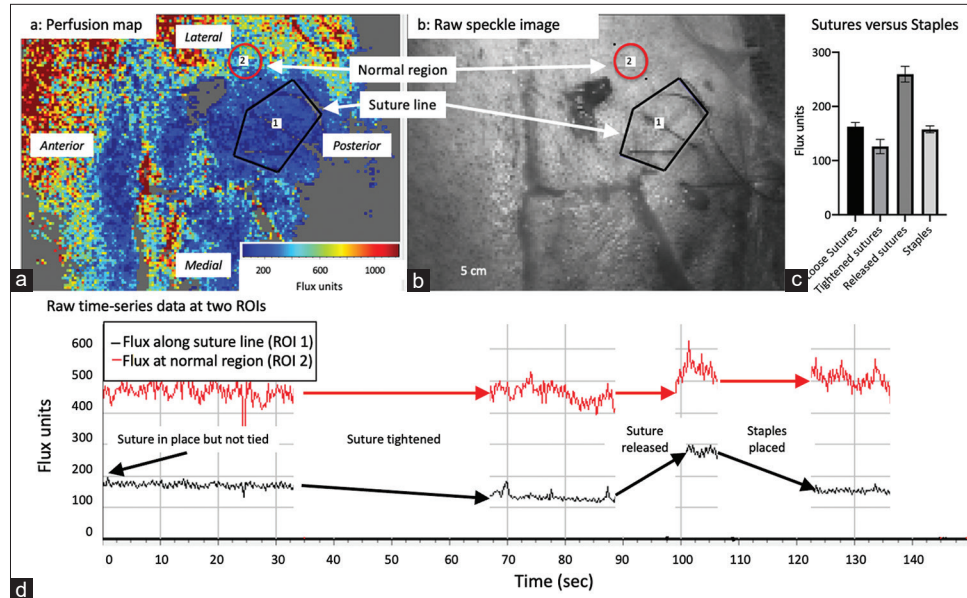 a: Perfusion map
Lateral
2
Normal region
Suture line
1
Anterior
Posterior
Medial
200 600 1000
Flux units
a
b: Raw speckle image
2
1
5 cm
b
Sutures versus Staples
300
200
100
0
Flux units
Loose Sutures
Tightened sutures
Released sutures
Staples
c
Raw time-series data at two ROIs
Flux along suture line (ROI 1)
Flux at normal region (ROI 2)
600
500
400
300
200
100
0
Flux units
Suture in place but not tied
Suture tightened
Suture
released
Staples
placed
0 10 20 30 40 50 60 70 80 90 100 110 120 130 140
Time (sec)
d